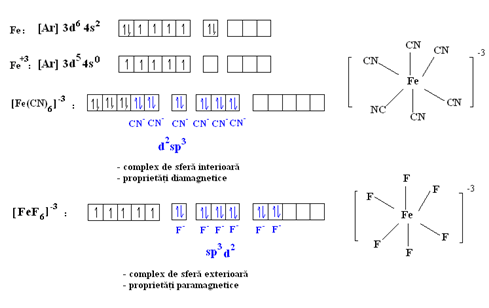 Fe: [Ar] 3d⁶ 4s²
Fe⁺³: [Ar] 3d⁵ 4s⁰
[Fe(CN)₆]⁻³ :
CN⁻ CN⁻ CN⁻ CN⁻ CN⁻ CN⁻
d²sp³
- complex de sferă interioară
- proprietăți diamagnetice
CN CN CN
Fe
NC CN CN
-3
[FeF₆]⁻³ :
F⁻ F⁻ F⁻ F⁻ F⁻ F⁻
sp³d²
- complex de sferă exterioară
- proprietăți paramagnetice
F F F
Fe
F F F
-3